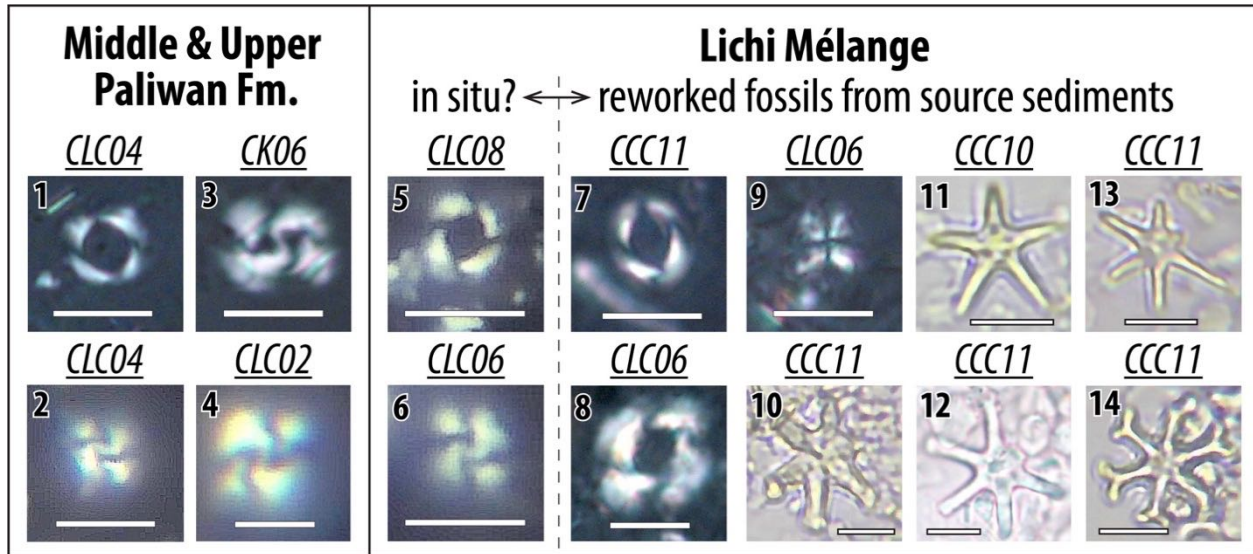 Middle & Upper
Paliwan Fm.
Lichi Mélange
in situ? ←→ reworked fossils from source sediments
CLC04 CK06 CLC08 CCC11 CLC06 CCC10 CCC11
1 3 5 7 9 11 13
CLC04 CLC02 CLC06 CLC06 CCC11 CCC11 CCC11
2 4 6 8 10 12 14